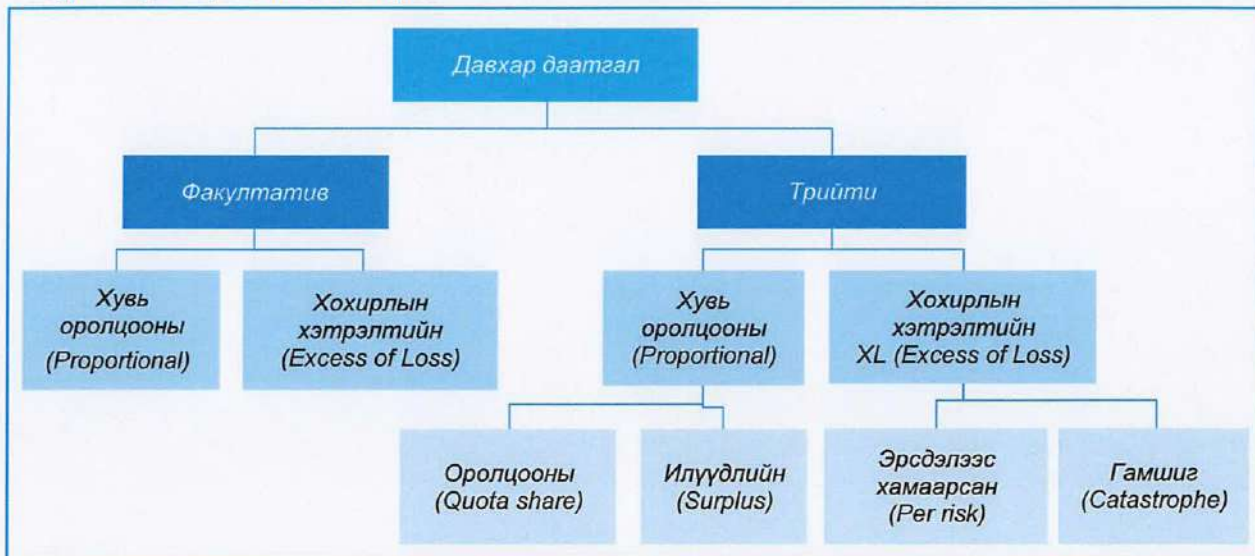 Давхар даатгал
Факултатив
Трийти
Хувь
оролцооны
(Proportional)
Хохирлын
хэтрэлтийн
(Excess of Loss)
Хувь
оролцооны
(Proportional)
Хохирлын
хэтрэлтийн
XL (Excess of Loss)
Оролцооны
(Quota share)
Илүүдлийн
(Surplus)
Эрсдэлээс
хамаарсан
(Per risk)
Гамшиг
(Catastrophe)